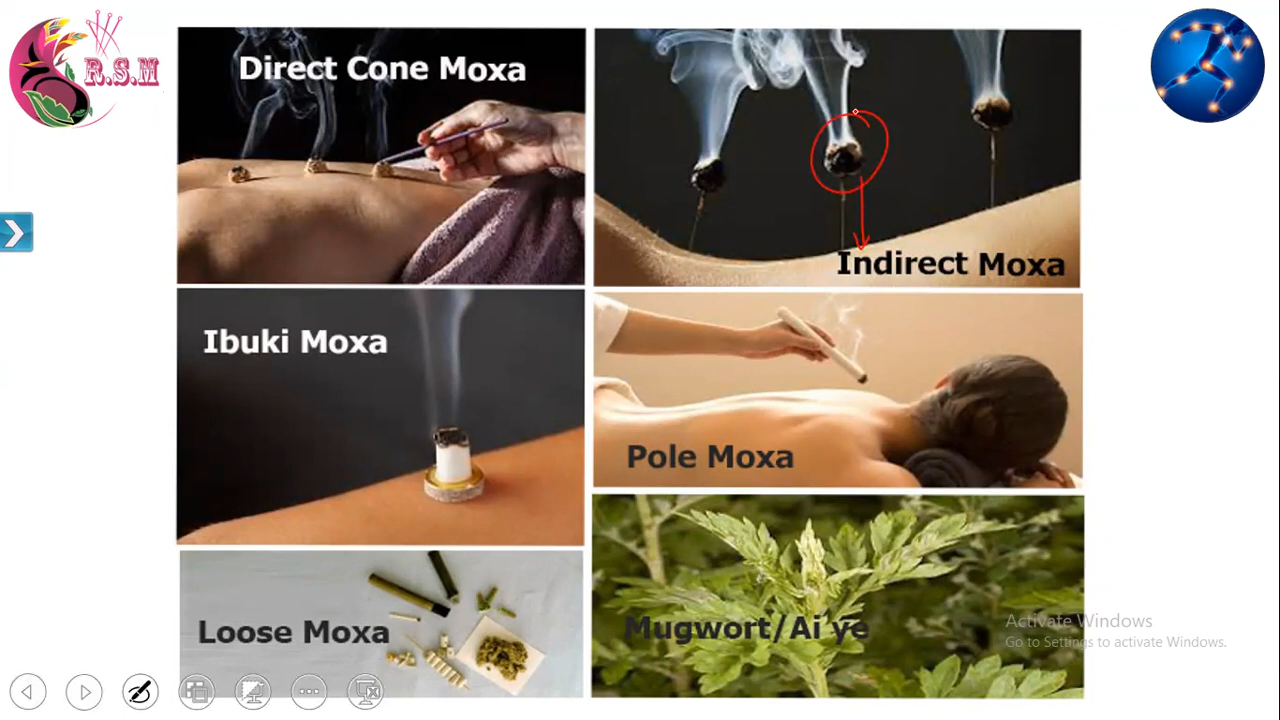 R.S.M
Direct Cone Moxa
Indirect Moxa
Ibuki Moxa
Pole Moxa
Loose Moxa
Mugwort/Ai ye
Activate Windows
Go to Settings to activate Windows.